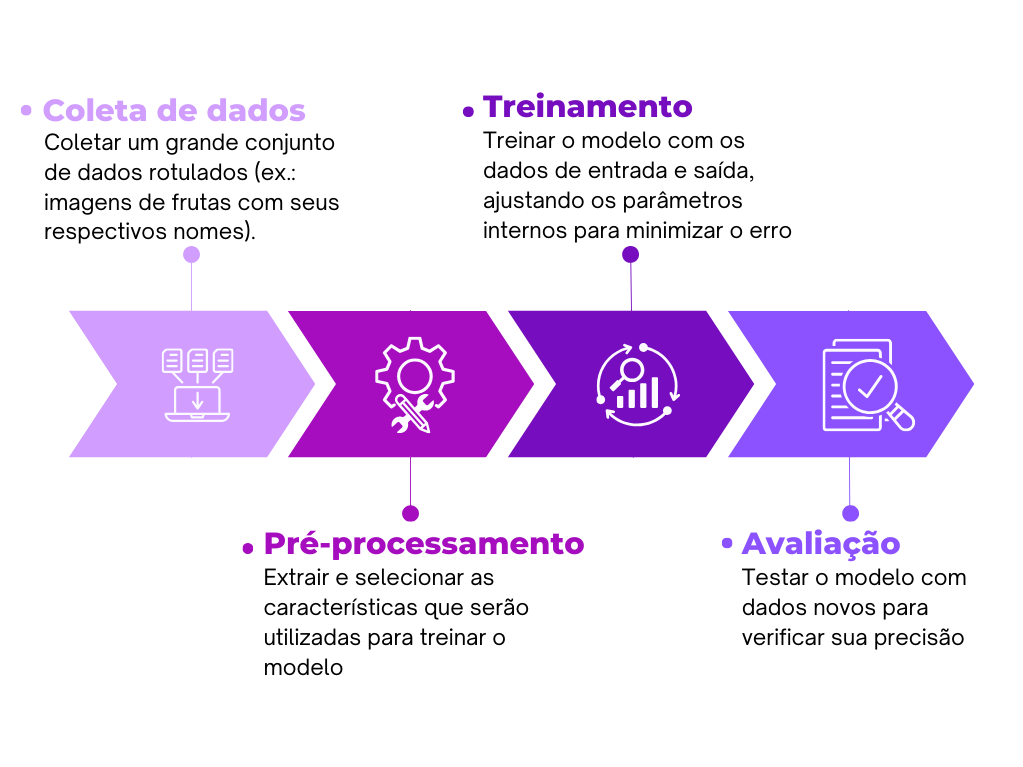 • Coleta de dados
Coletar um grande conjunto
de dados rotulados (ex.:
imagens de frutas com seus
respectivos nomes).
• Treinamento
Treinar o modelo com os
dados de entrada e saída,
ajustando os parâmetros
internos para minimizar o erro
• Pré-processamento
Extrair e selecionar as
características que serão
utilizadas para treinar o
modelo
• Avaliação
Testar o modelo com
dados novos para
verificar sua precisão